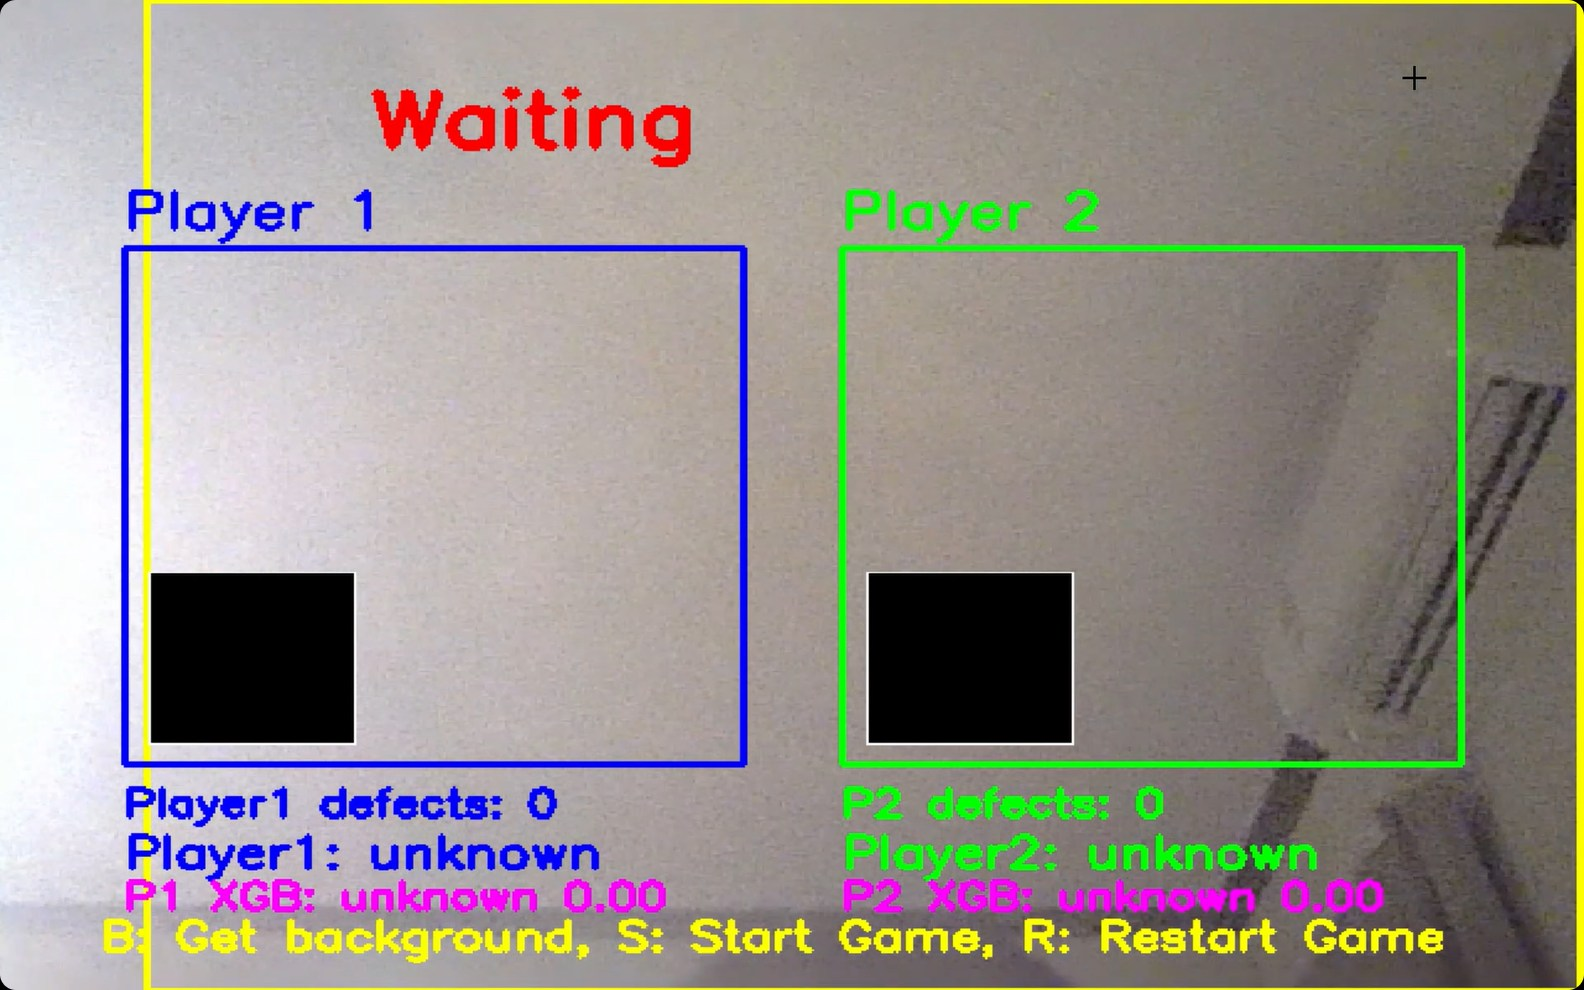 Waiting
Player 1
Player 2
Player1 defects: 0
P2 defects: 0
Player1: unknown
Player2: unknown
P1 XGB: unknown 0.00
P2 XGB: unknown 0.00
B: Get background, S: Start Game, R: Restart Game